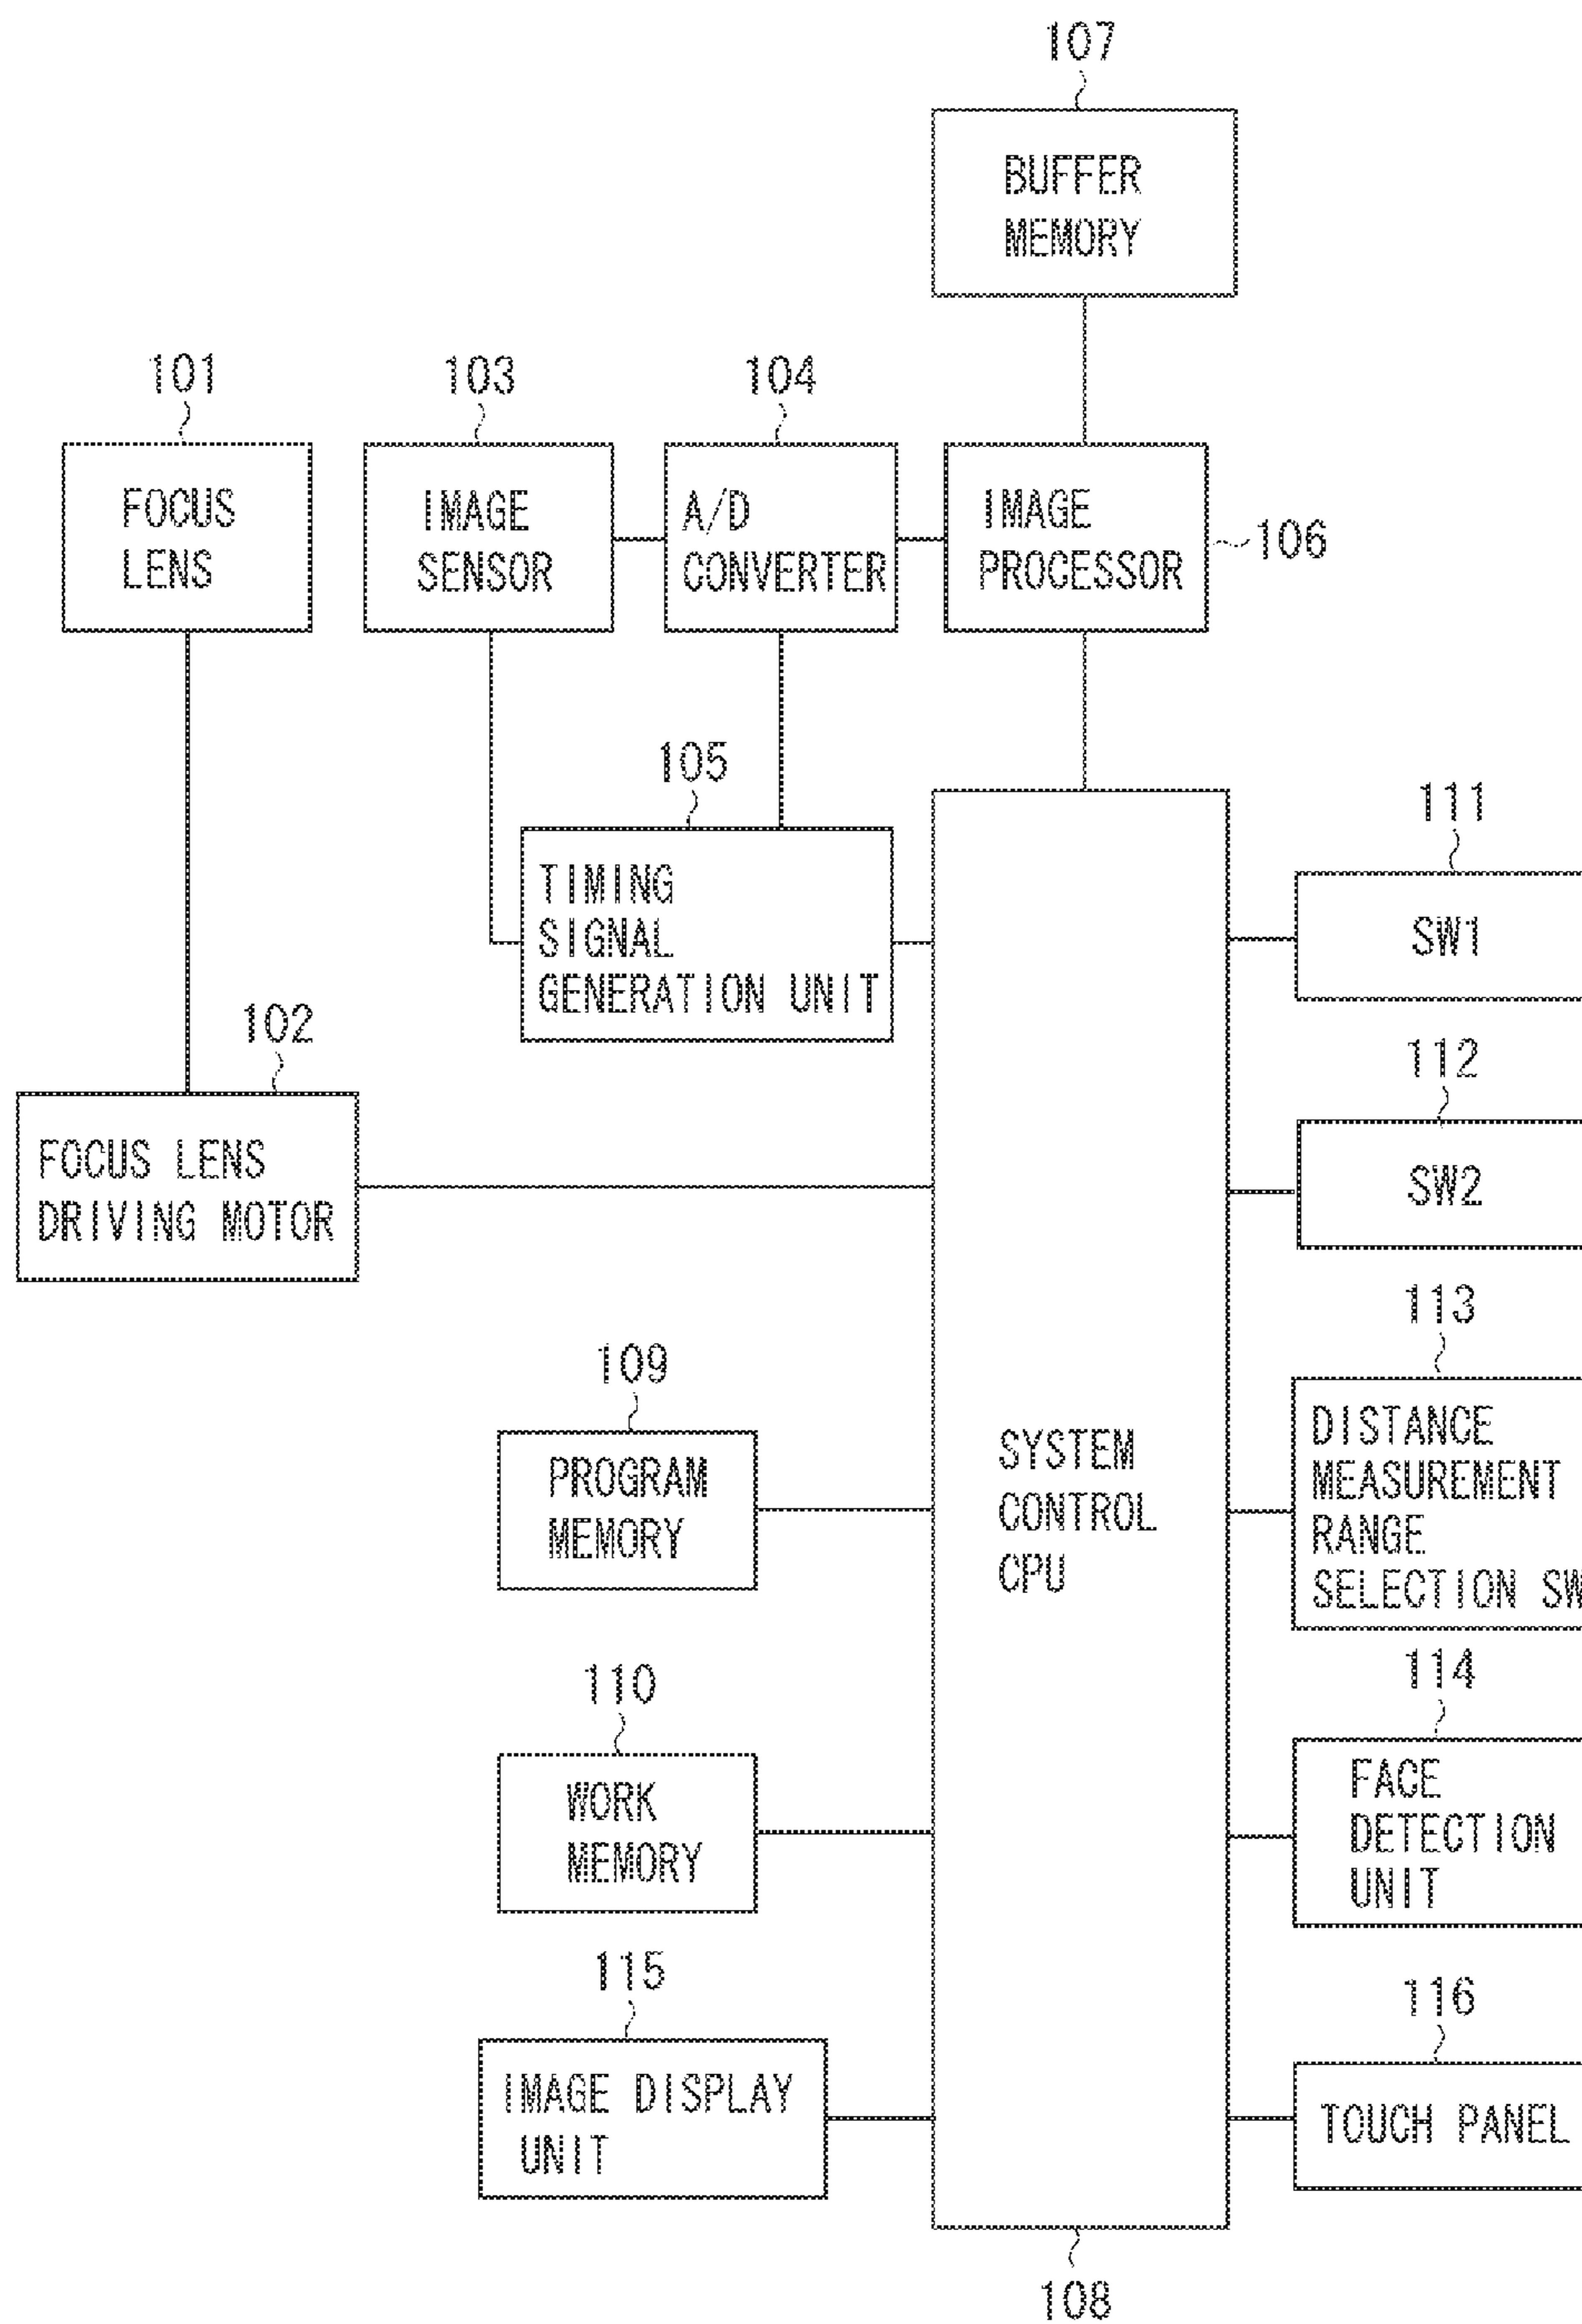 107
BUFFER
MEMORY
101
103
104
FOCUS
LENS
IMAGE
SENSOR
A/D
CONVERTER
IMAGE
PROCESSOR
106
105
TIMING
SIGNAL
GENERATION UNIT
111
SW1
102
FOCUS LENS
DRIVING MOTOR
112
SW2
113
DISTANCE
MEASUREMENT
RANGE
SELECTION SW
109
PROGRAM
MEMORY
SYSTEM
CONTROL
CPU
110
WORK
MEMORY
114
FACE
DETECTION
UNIT
115
IMAGE DISPLAY
UNIT
116
TOUCH PANEL
108